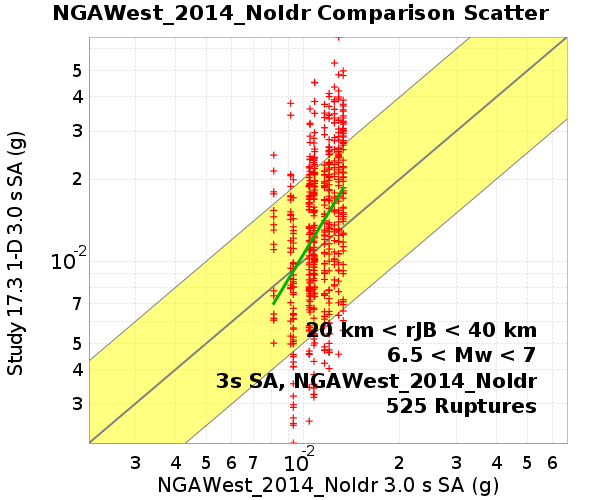 NGAWest_2014_NoIdr Comparison Scatter
Study 17.3 1-D 3.0 s SA (g)
5
4
3
2
10-2
7
5
4
3
20 km < rJB < 40 km
6.5 < Mw < 7
3s SA, NGAWest_2014_NoIdr
525 Ruptures
3 4 5 6 7 10-2 2 3 4 5 6
NGAWest_2014_NoIdr 3.0 s SA (g)